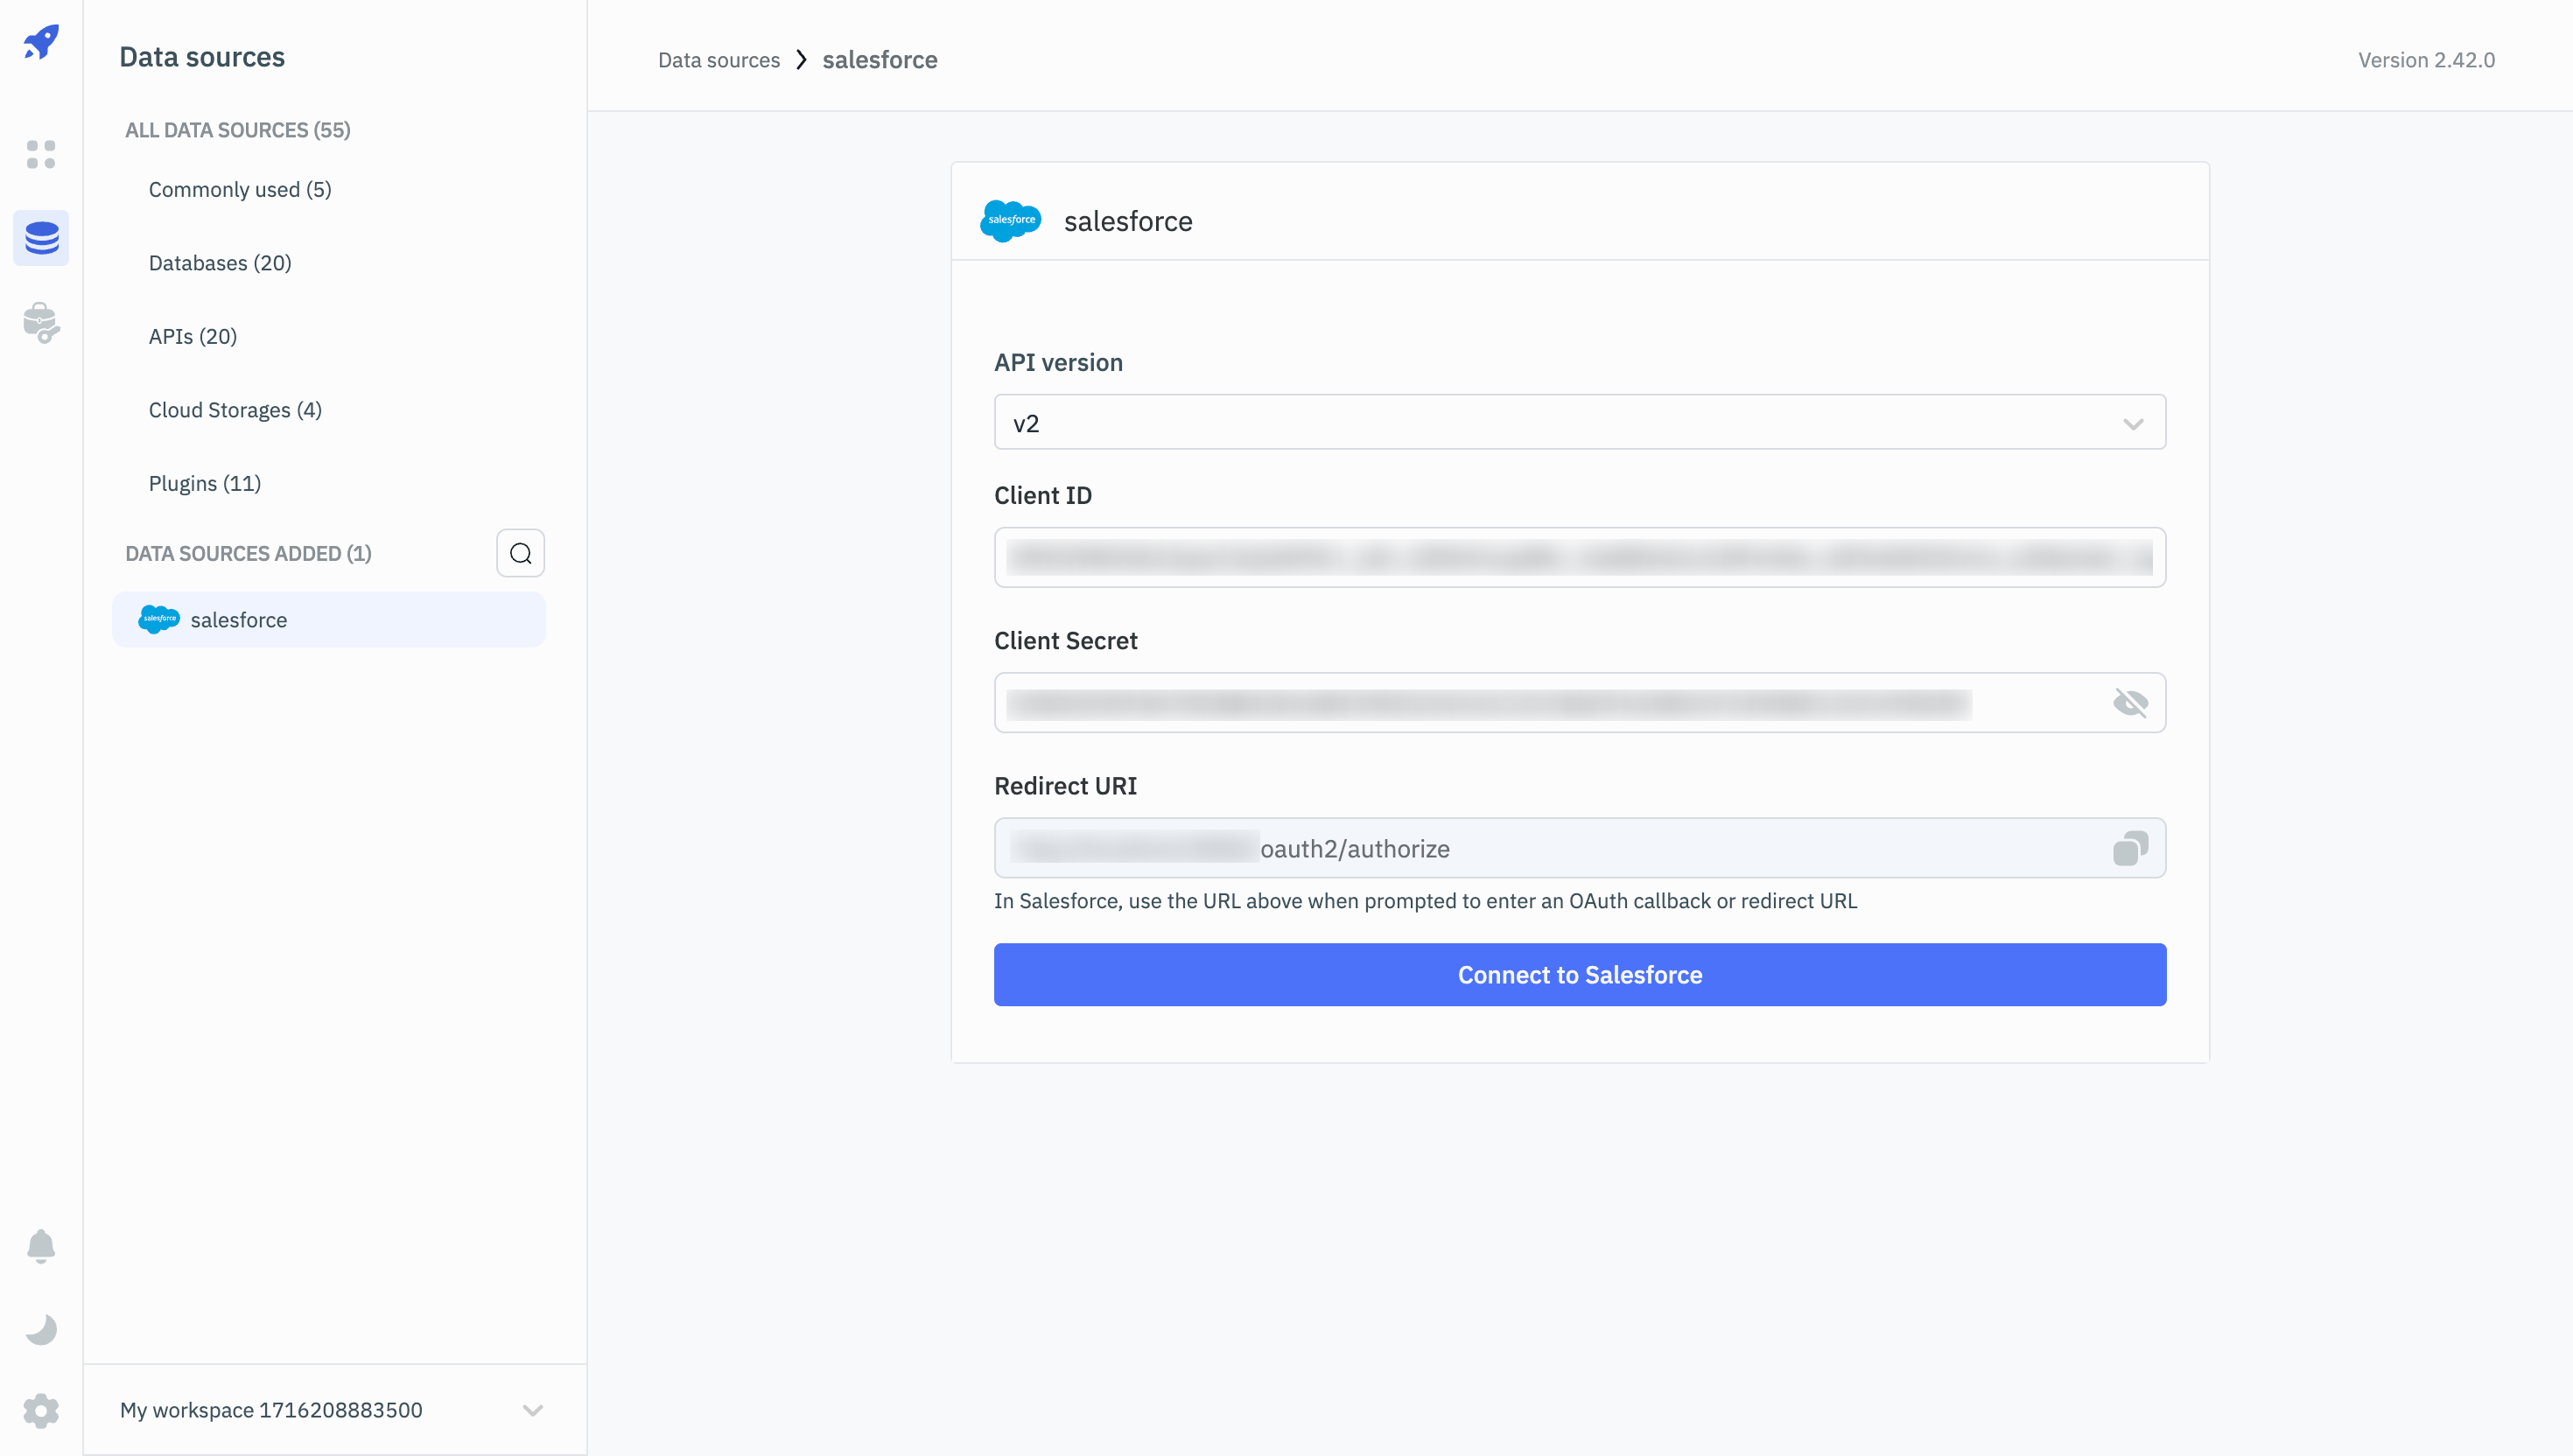 Data sources
ALL DATA SOURCES (55)
Commonly used (5)
Databases (20)
APIs (20)
Cloud Storages (4)
Plugins (11)
DATA SOURCES ADDED (1)
salesforce
salesforce
My workspace 1716208883500
Data sources
salesforce
Version 2.42.0
salesforce
salesforce
API version
v2
Client ID
Client Secret
Redirect URI
oauth2/authorize
In Salesforce, use the URL above when prompted to enter an OAuth callback or redirect URL
Connect to Salesforce